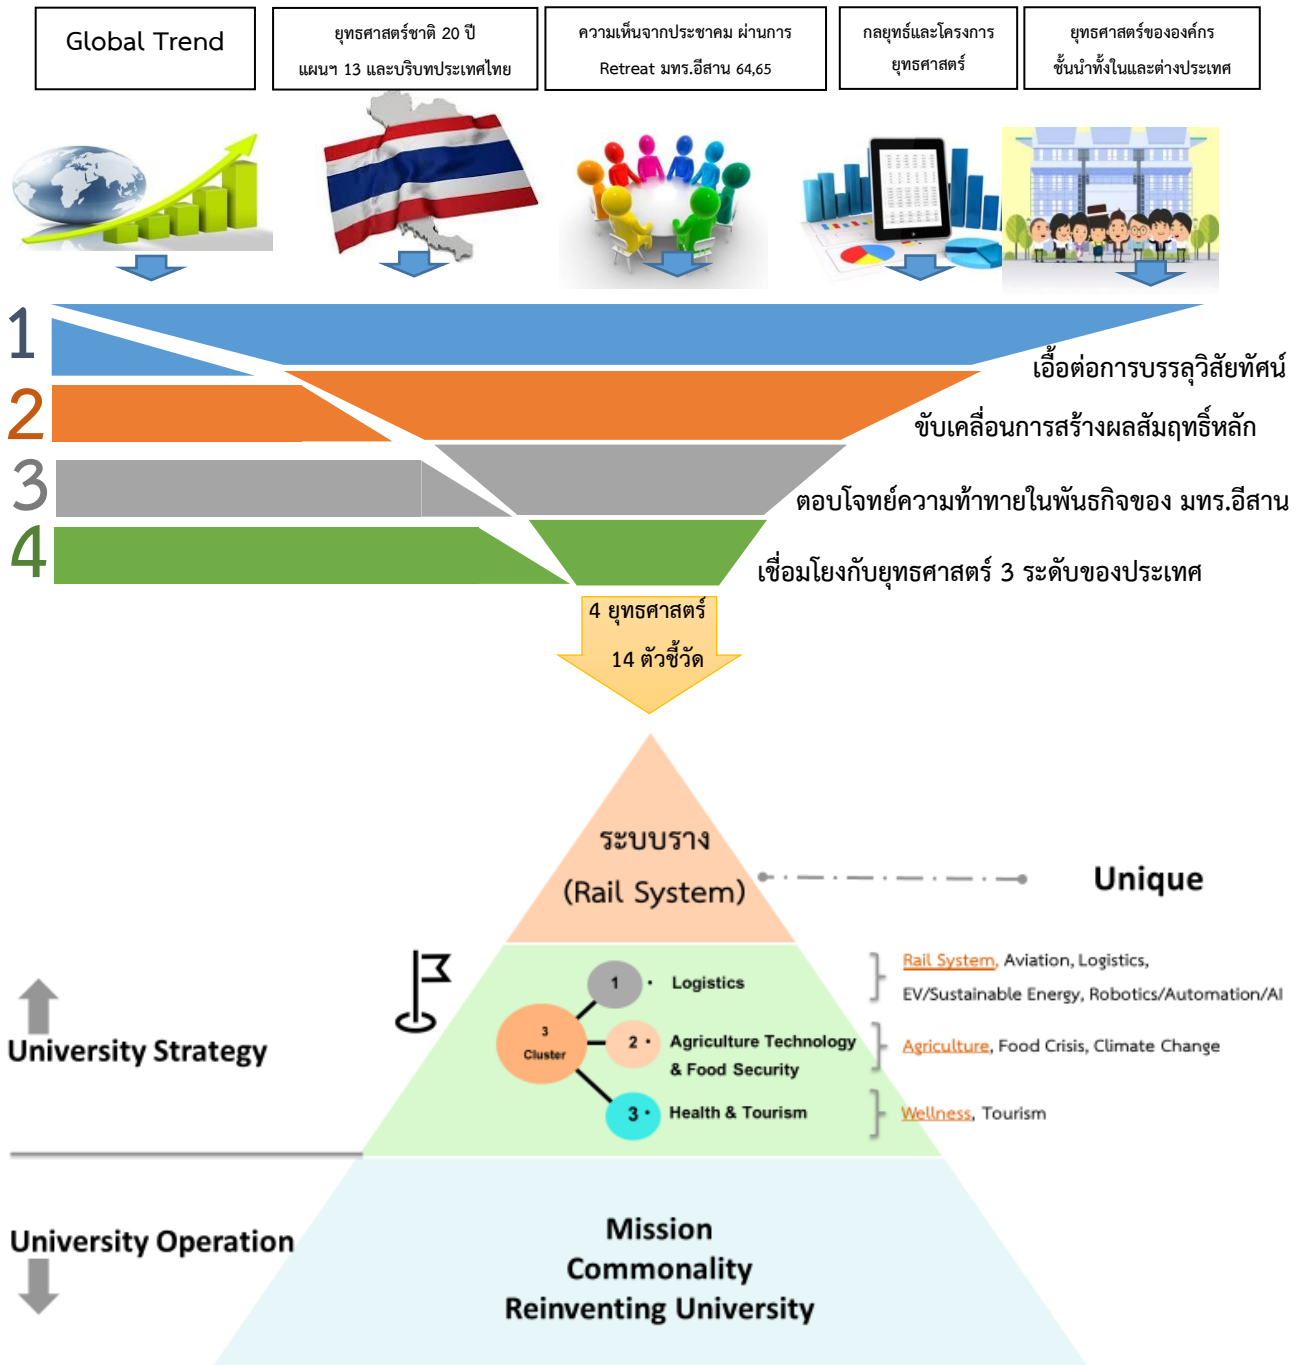 Global Trend
ยุทธศาสตร์ชาติ 20 ปี
แผนฯ 13 และบริบทประเทศไทย
ความเห็นจากประชาคม ผ่านการ
Retreat มทร.อีสาน 64,65
กลยุทธ์และโครงการ
ยุทธศาสตร์
ยุทธศาสตร์ขององค์กร
ชั้นนำทั้งในและต่างประเทศ
1
เอื้อต่อการบรรลุวิสัยทัศน์
2
ขับเคลื่อนการสร้างผลสัมฤทธิ์หลัก
3
ตอบโจทย์ความท้าทายในพันธกิจของ มทร.อีสาน
4
เชื่อมโยงกับยุทธศาสตร์ 3 ระดับของประเทศ
4 ยุทธศาสตร์
14 ตัวชี้วัด
ระบบราง
(Rail System)
Unique
University Strategy
3
Cluster
1 • Logistics
Rail System, Aviation, Logistics,
EV/Sustainable Energy, Robotics/Automation/AI
2 • Agriculture Technology
& Food Security
Agriculture, Food Crisis, Climate Change
3 • Health & Tourism
Wellness, Tourism
University Operation
Mission
Commonality
Reinventing University